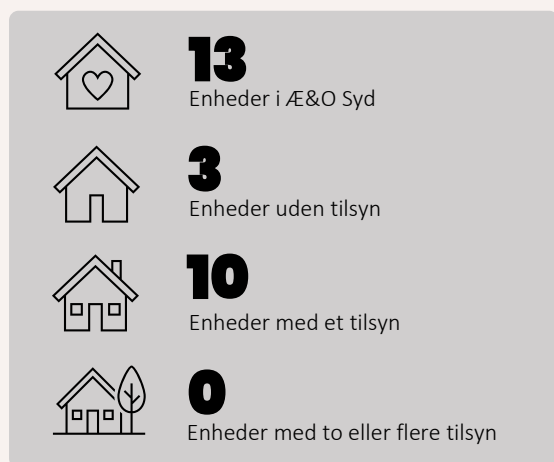 13
Enheder i Æ&O Syd
3
Enheder uden tilsyn
10
Enheder med et tilsyn
0
Enheder med to eller flere tilsyn